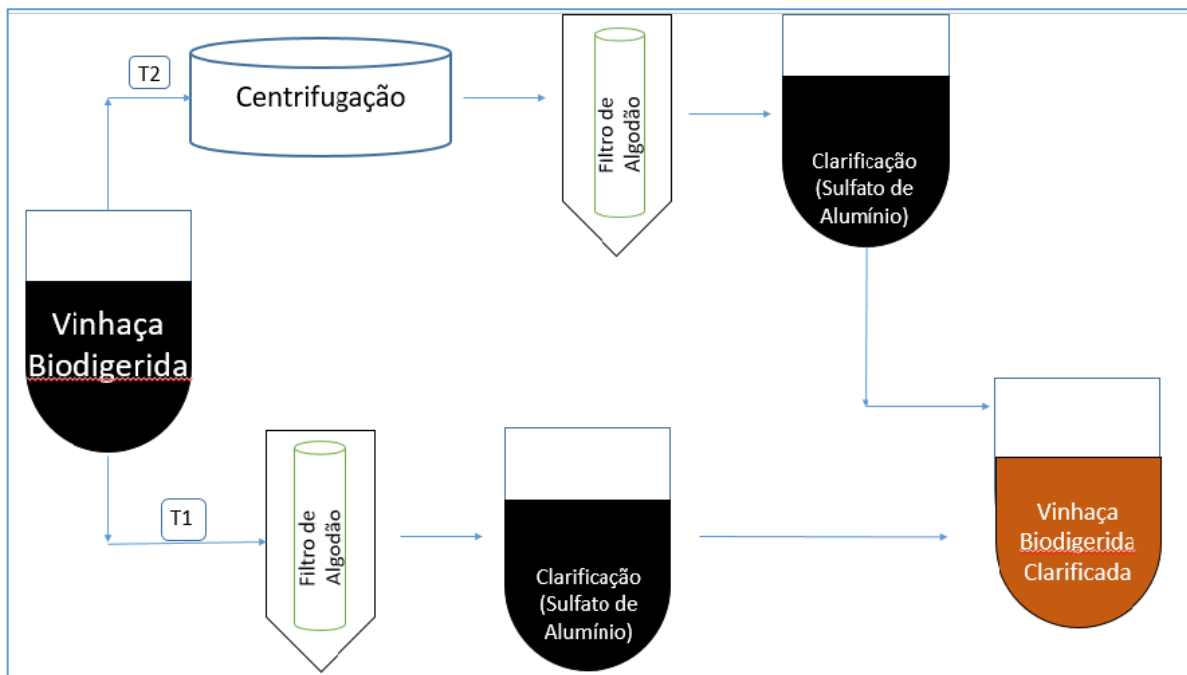 T2
Centrifugação
Filtro de
Algodão
Clarificação
(Sulfato de
Alumínio)
Vinhaça
Biodigerida
T1
Filtro de
Algodão
Clarificação
(Sulfato de
Alumínio)
Vinhaça
Biodigerida
Clarificada